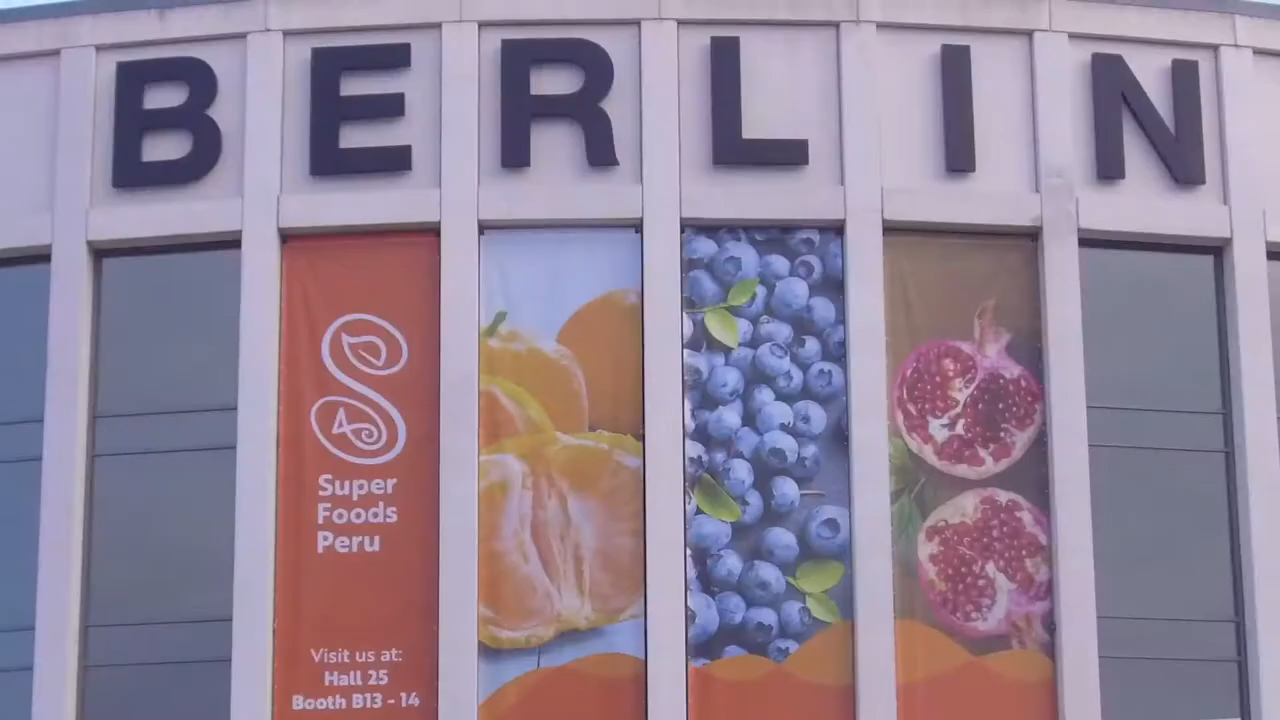 BERLIN
Super
Foods
Peru
Visit us at:
Hall 25
Booth B13 - 14